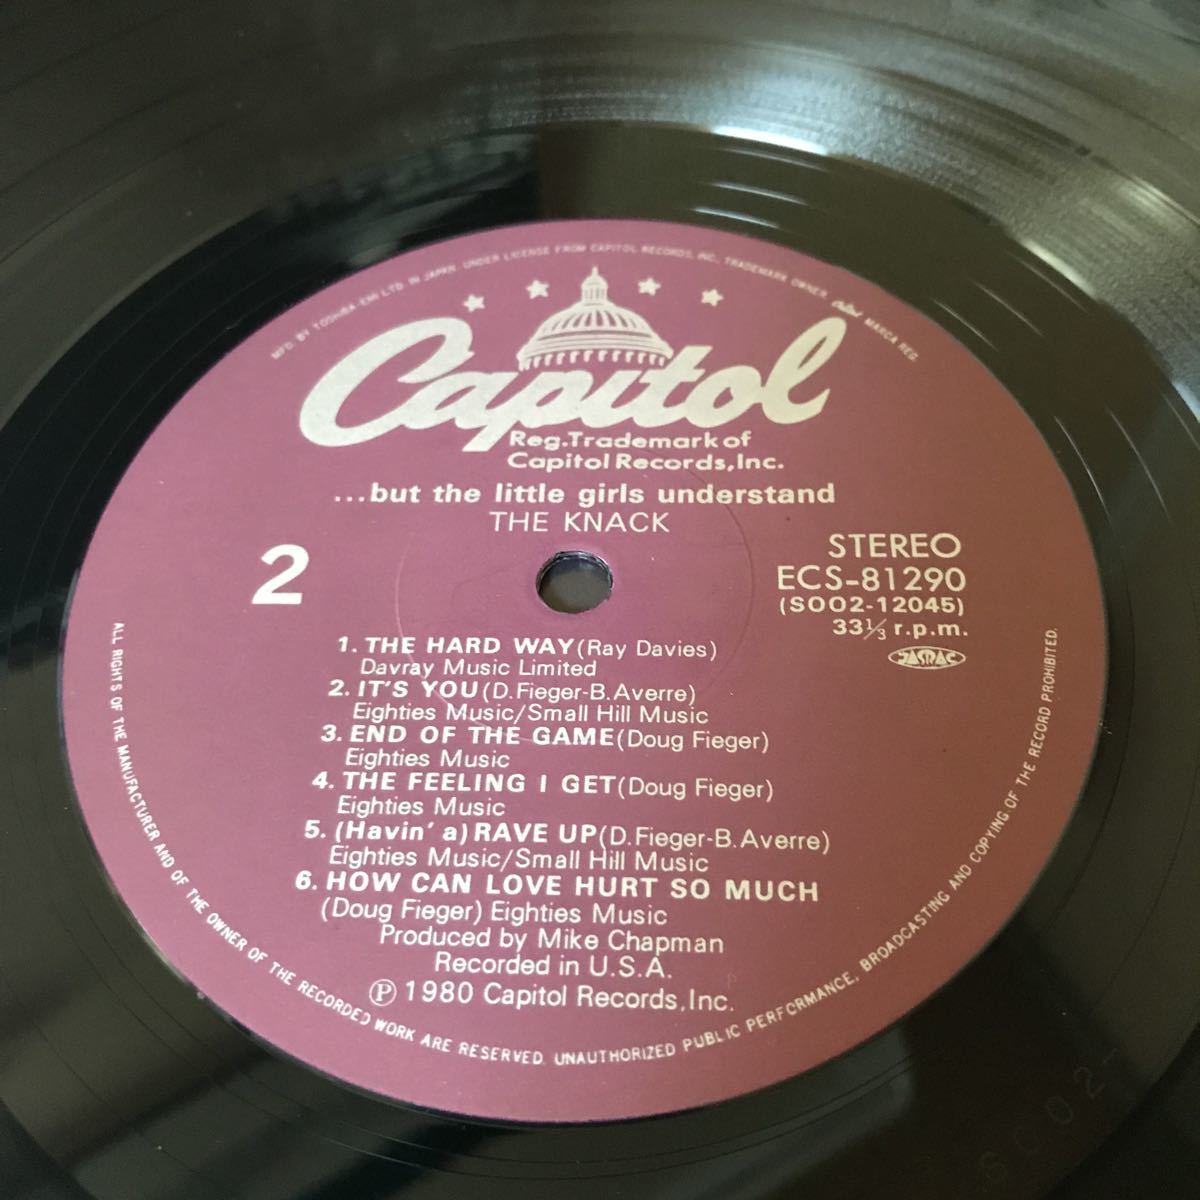 MFD. BY TOSHIBA-EMI LTD. IN JAPAN. UNDER LICENSE FROM CAPITOL RECORDS, INC., TRADEMARK OWNER. Capitol MARCA REG.
Capitol
Reg.Trademark of
Capitol Records,Inc.
...but the little girls understand
THE KNACK
2
STEREO
ECS-81290
(SOO2-12045)
33⅓ r.p.m.
JASRAC
1. THE HARD WAY(Ray Davies)
Davray Music Limited
2. IT'S YOU(D.Fieger-B.Averre)
Eighties Music/Small Hill Music
3. END OF THE GAME(Doug Fieger)
Eighties Music
4. THE FEELING I GET(Doug Fieger)
Eighties Music
5. (Havin' a) RAVE UP(D.Fieger-B.Averre)
Eighties Music/Small Hill Music
6. HOW CAN LOVE HURT SO MUCH
(Doug Fieger) Eighties Music
Produced by Mike Chapman
Recorded in U.S.A.
Ⓟ 1980 Capitol Records,Inc.
ALL RIGHTS OF THE MANUFACTURER AND OF THE OWNER OF THE RECORDED WORK ARE RESERVED. UNAUTHORIZED PUBLIC PERFORMANCE, BROADCASTING AND COPYING OF THE RECORD PROHIBITED.